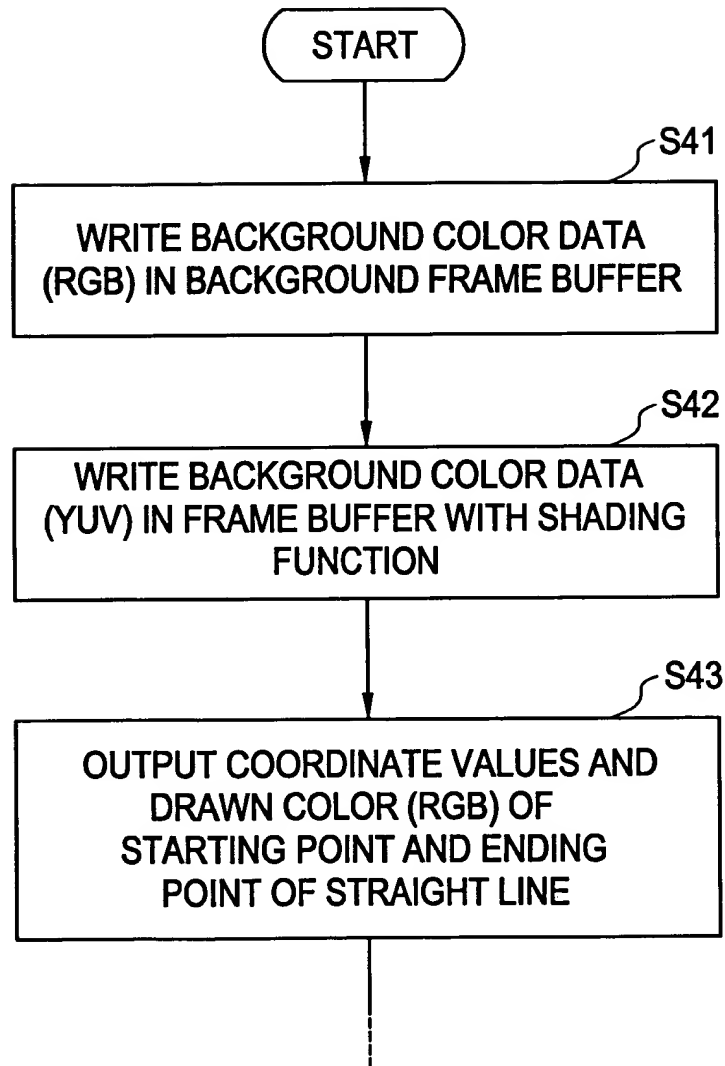 START
S41
WRITE BACKGROUND COLOR DATA
(RGB) IN BACKGROUND FRAME BUFFER
S42
WRITE BACKGROUND COLOR DATA
(YUV) IN FRAME BUFFER WITH SHADING
FUNCTION
S43
OUTPUT COORDINATE VALUES AND
DRAWN COLOR (RGB) OF
STARTING POINT AND ENDING
POINT OF STRAIGHT LINE